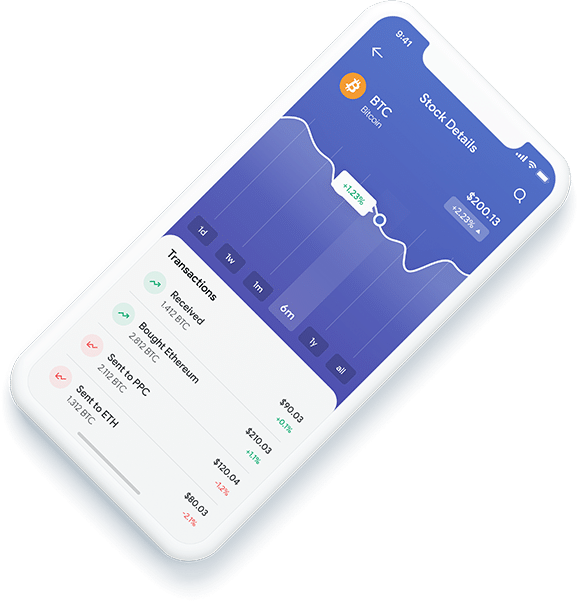 9:41
Stock Details
BTC
Bitcoin
$200.13
+2.23% ▲
+1.23%
1d
1w
1m
6m
1y
all
Transactions
Received
1.412 BTC
$90.03
+0.1%
Bought Ethereum
2.812 BTC
$210.03
+1.1%
Sent to PPC
2.112 BTC
$120.04
-1.2%
Sent to ETH
1.312 BTC
$80.03
-2.1%